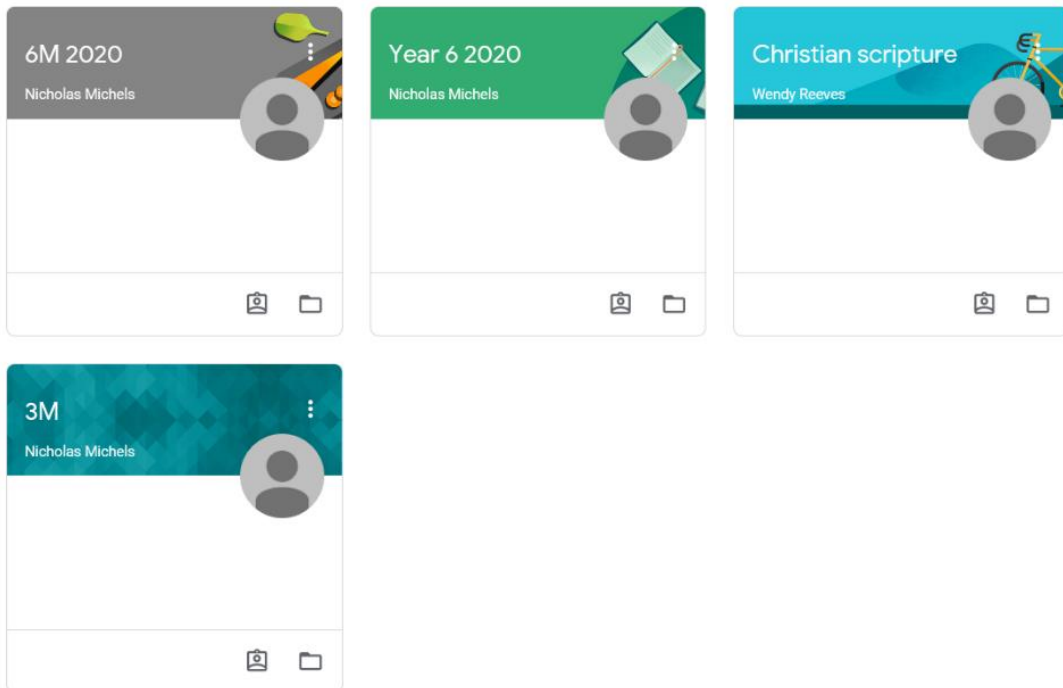 6M 2020
Nicholas Michels
Year 6 2020
Nicholas Michels
Christian scripture
Wendy Reeves
3M
Nicholas Michels